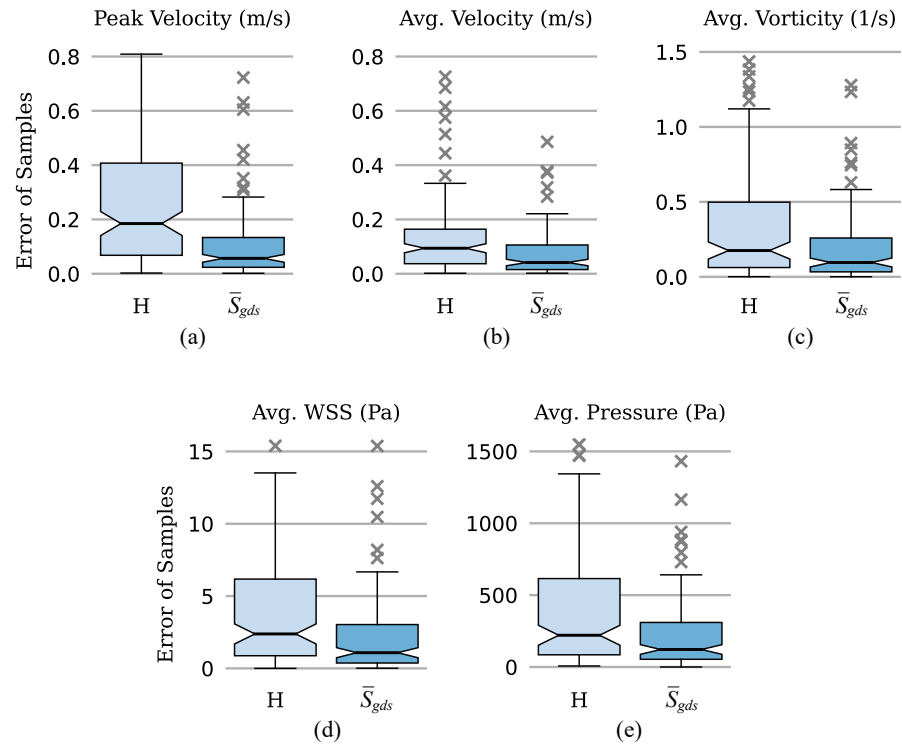 Peak Velocity (m/s)
Avg. Velocity (m/s)
Avg. Vorticity (1/s)
Error of Samples
0.8
0.6
0.4
0.2
0.0
H
S̅gds
(a)
0.8
0.6
0.4
0.2
0.0
H
S̅gds
(b)
1.5
1.0
0.5
0.0
H
S̅gds
(c)
Avg. WSS (Pa)
Avg. Pressure (Pa)
Error of Samples
15
10
5
0
H
S̅gds
(d)
1500
1000
500
0
H
S̅gds
(e)